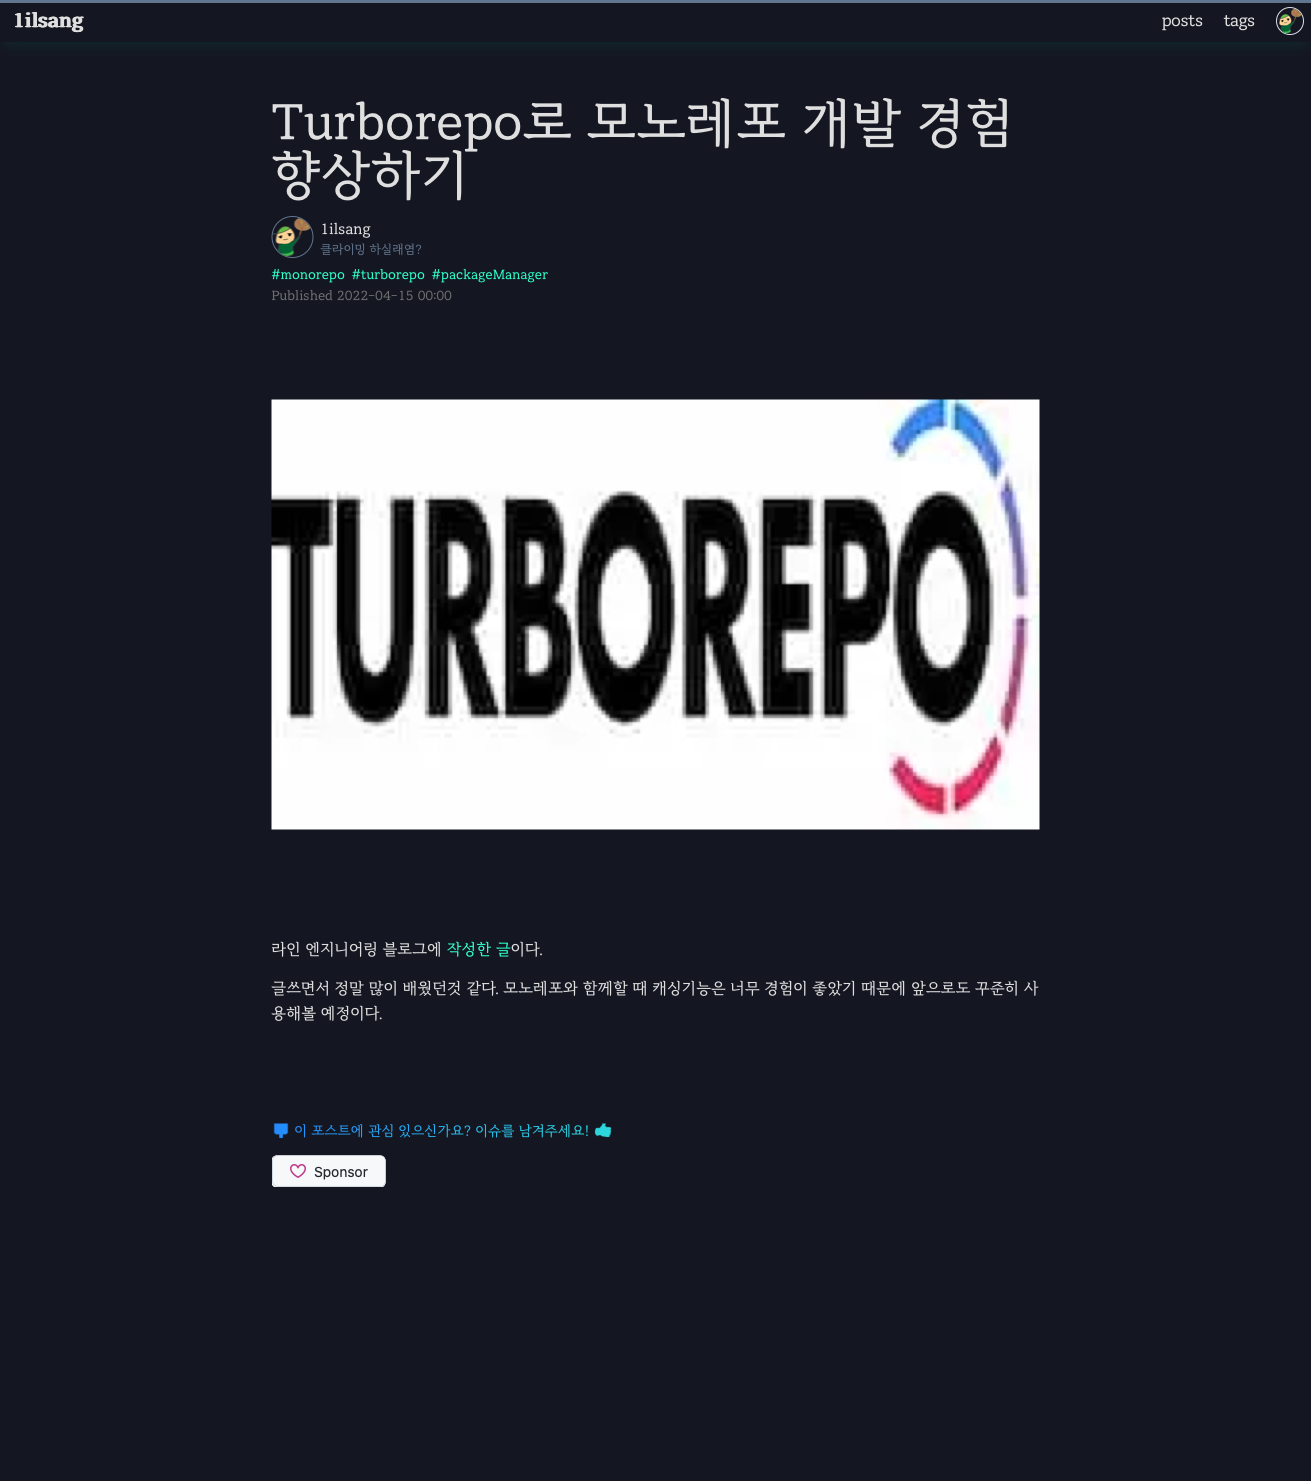 1ilsang
posts
tags
Turborepo로 모노레포 개발 경험
향상하기
1ilsang
클라이밍 하실래염?
#monorepo #turborepo #packageManager
Published 2022-04-15 00:00
TURBOREPO
라인 엔지니어링 블로그에 작성한 글이다.
글쓰면서 정말 많이 배웠던것 같다. 모노레포와 함께할 때 캐싱기능은 너무 경험이 좋았기 때문에 앞으로도 꾸준히 사
용해볼 예정이다.
이 포스트에 관심 있으신가요? 이슈를 남겨주세요!
Sponsor